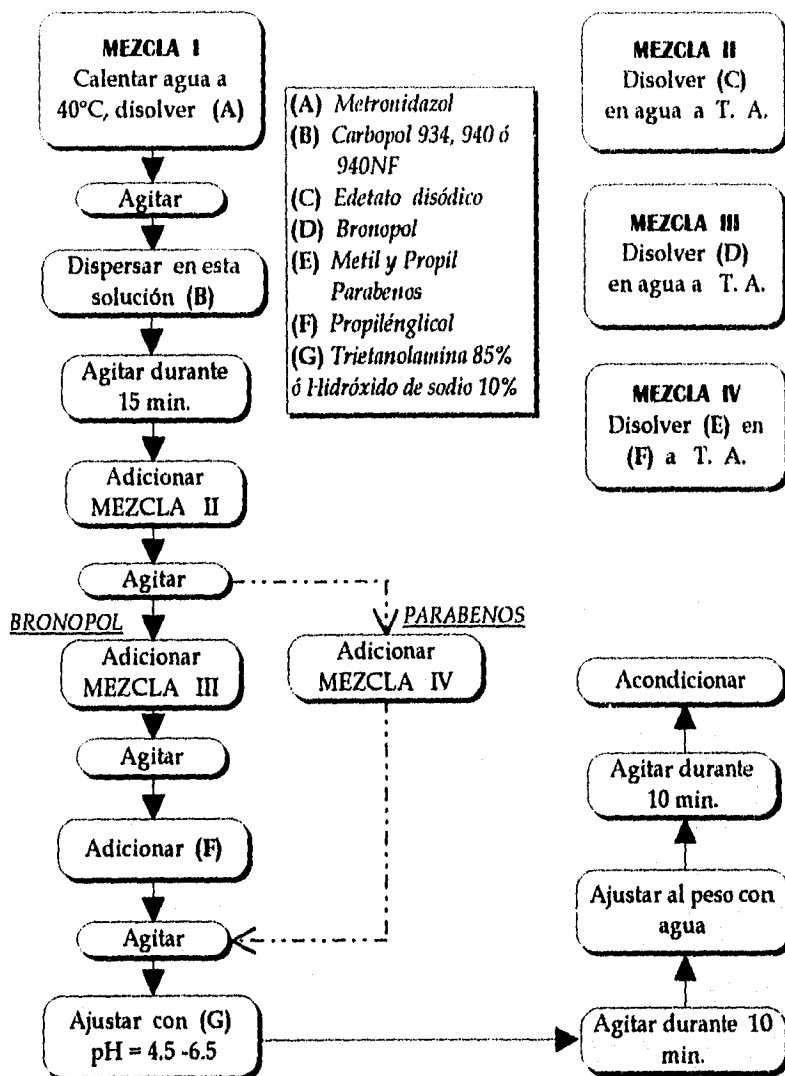 MEZCLA I
Calentar agua a
40°C, disolver (A)
Agitar
Dispersar en esta
solución (B)
Agitar durante
15 min.
Adicionar
MEZCLA II
Agitar
BRONOPOL
Adicionar
MEZCLA III
Agitar
Adicionar (F)
Agitar
Ajustar con (G)
pH = 4.5 -6.5
(A) Metronidazol
(B) Carbopol 934, 940 ó
940NF
(C) Edetato disódico
(D) Bronopol
(E) Metil y Propil
Parabenos
(F) Propilénglicol
(G) Trietanolamina 85%
ó Hidróxido de sodio 10%
PARABENOS
Adicionar
MEZCLA IV
MEZCLA II
Disolver (C)
en agua a T. A.
MEZCLA III
Disolver (D)
en agua a T. A.
MEZCLA IV
Disolver (E) en
(F) a T. A.
Acondicionar
Agitar durante
10 min.
Ajustar al peso con
agua
Agitar durante 10
min.